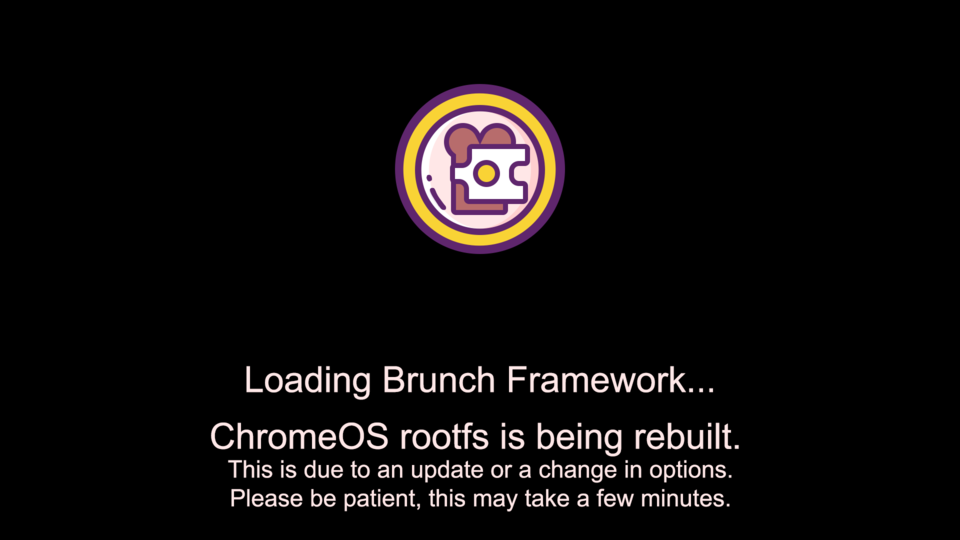 Loading Brunch Framework...
ChromeOS rootfs is being rebuilt.
This is due to an update or a change in options.
Please be patient, this may take a few minutes.